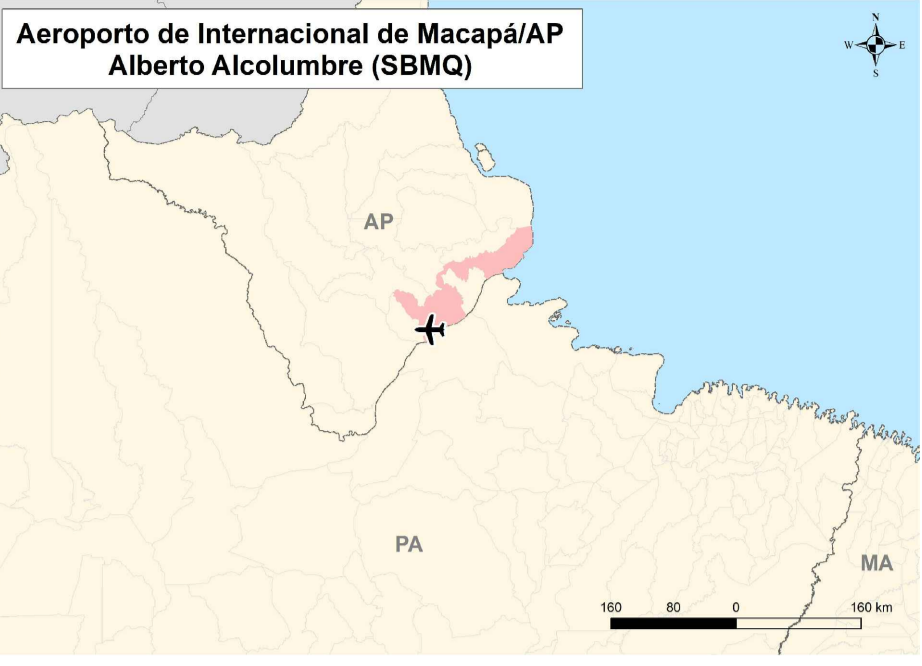 Aeroporto de Internacional de Macapá/AP
Alberto Alcolumbre (SBMQ)
N
W E
S
AP
PA
MA
160 80 0 160 km